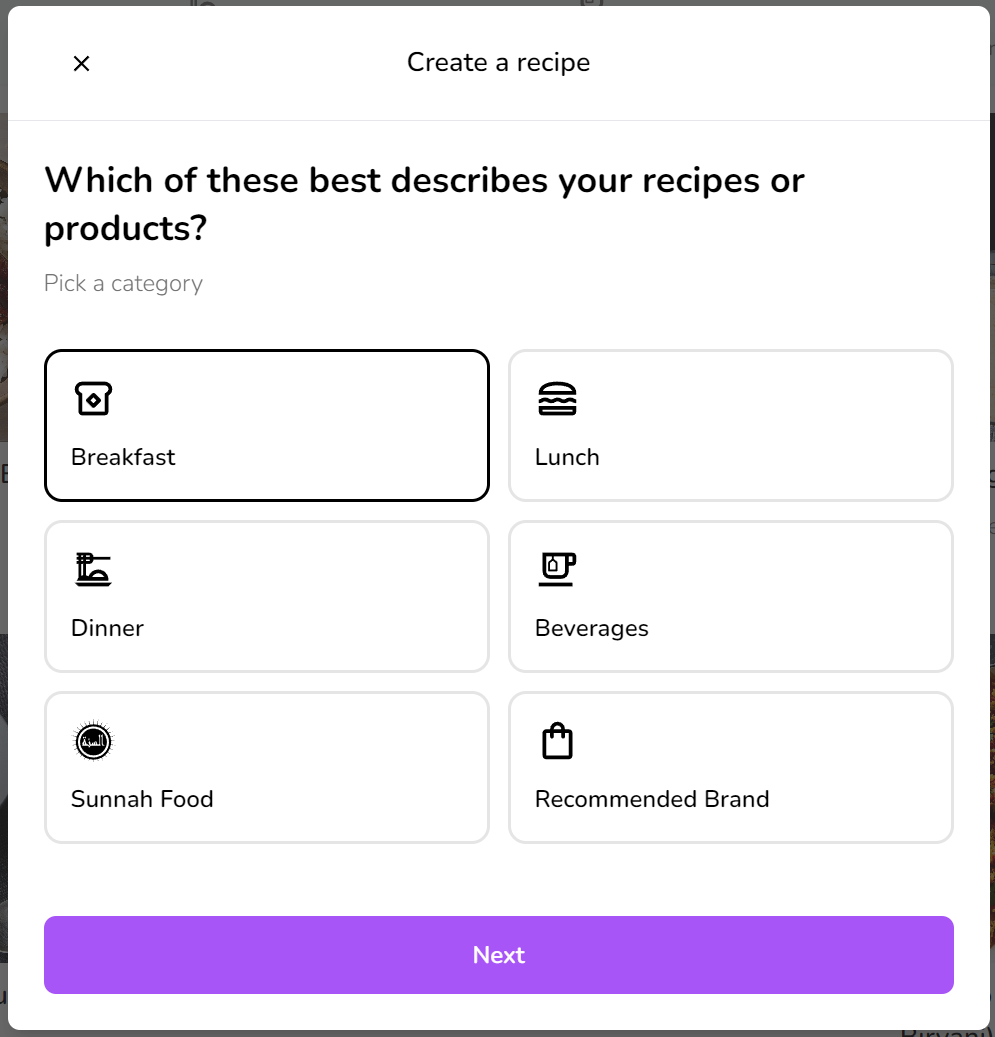 Create a recipe
Which of these best describes your recipes or
products?
Pick a category
Breakfast
Lunch
Dinner
Beverages
السنة
Sunnah Food
Recommended Brand
Next